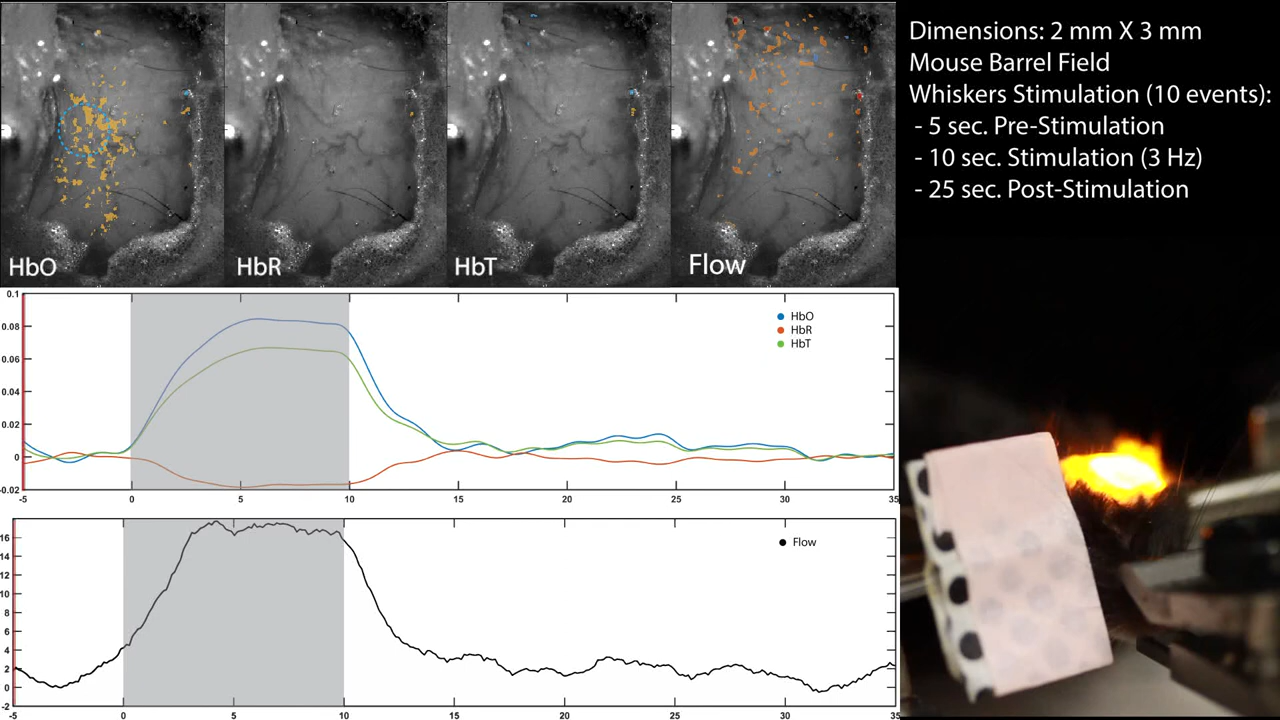 HbO
HbR
HbT
Flow
Dimensions: 2 mm X 3 mm
Mouse Barrel Field
Whiskers Stimulation (10 events):
- 5 sec. Pre-Stimulation
- 10 sec. Stimulation (3 Hz)
- 25 sec. Post-Stimulation
0.1
0.08
0.06
0.04
0.02
0
-0.02
-5
0
5
10
15
20
25
30
35
HbO
HbR
HbT
16
14
12
10
8
6
4
2
0
-2
-5
0
5
10
15
20
25
30
35
Flow